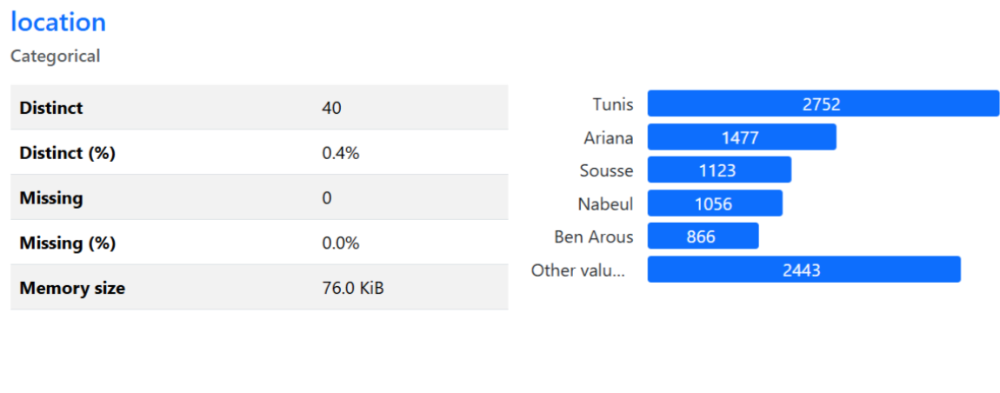 location
Categorical
Distinct 40
Distinct (%) 0.4%
Missing 0
Missing (%) 0.0%
Memory size 76.0 KiB
Tunis 2752
Ariana 1477
Sousse 1123
Nabeul 1056
Ben Arous 866
Other valu... 2443